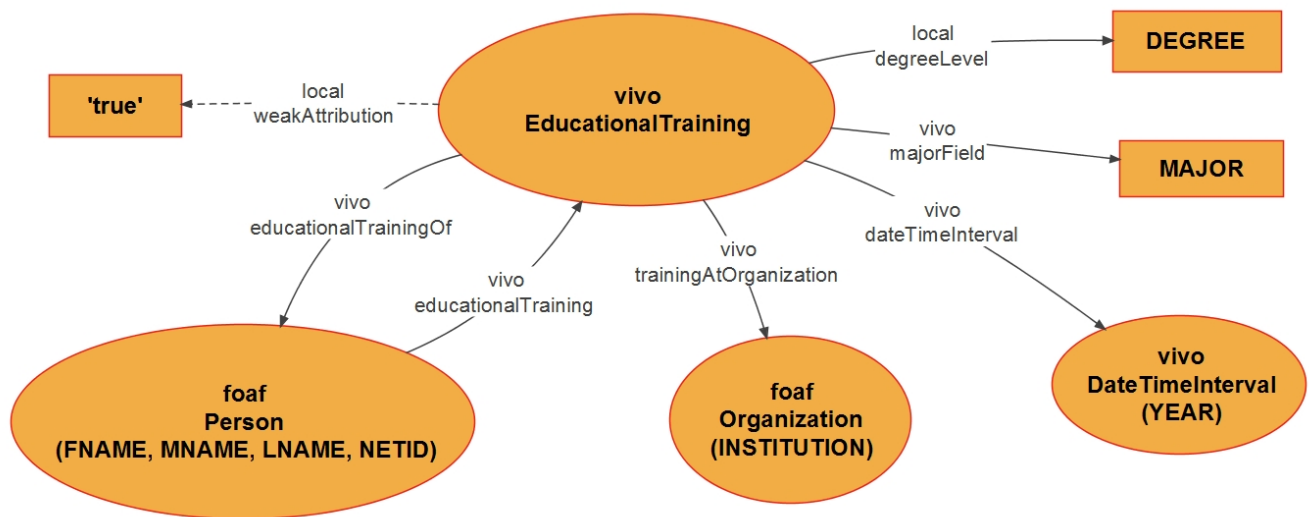 local
degreeLevel
DEGREE
'true'
local
weakAttribution
vivo
EducationalTraining
vivo
majorField
MAJOR
vivo
educationalTrainingOf
vivo
dateTimeInterval
vivo
trainingAtOrganization
vivo
educationalTraining
foaf
Person
(FNAME, MNAME, LNAME, NETID)
foaf
Organization
(INSTITUTION)
vivo
DateTimeInterval
(YEAR)